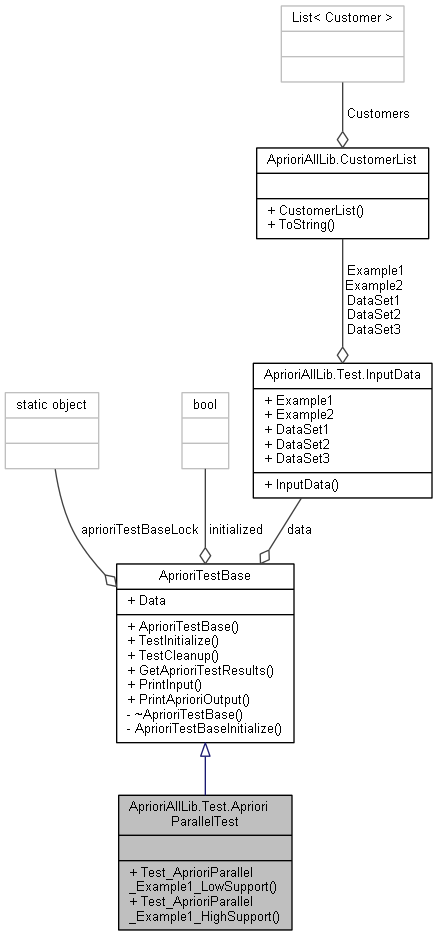 List< Customer >
Customers
AprioriAllLib.CustomerList
+ CustomerList()
+ ToString()
Example1
Example2
DataSet1
DataSet2
DataSet3
AprioriAllLib.Test.InputData
+ Example1
+ Example2
+ DataSet1
+ DataSet2
+ DataSet3
+ InputData()
static object
bool
aprioriTestBaseLock
initialized
data
AprioriTestBase
+ Data
+ AprioriTestBase()
+ TestInitialize()
+ TestCleanup()
+ GetAprioriTestResults()
+ PrintInput()
+ PrintAprioriOutput()
- ~AprioriTestBase()
- AprioriTestBaseInitialize()
AprioriAllLib.Test.Apriori
ParallelTest
+ Test_AprioriParallel
_Example1_LowSupport()
+ Test_AprioriParallel
_Example1_HighSupport()